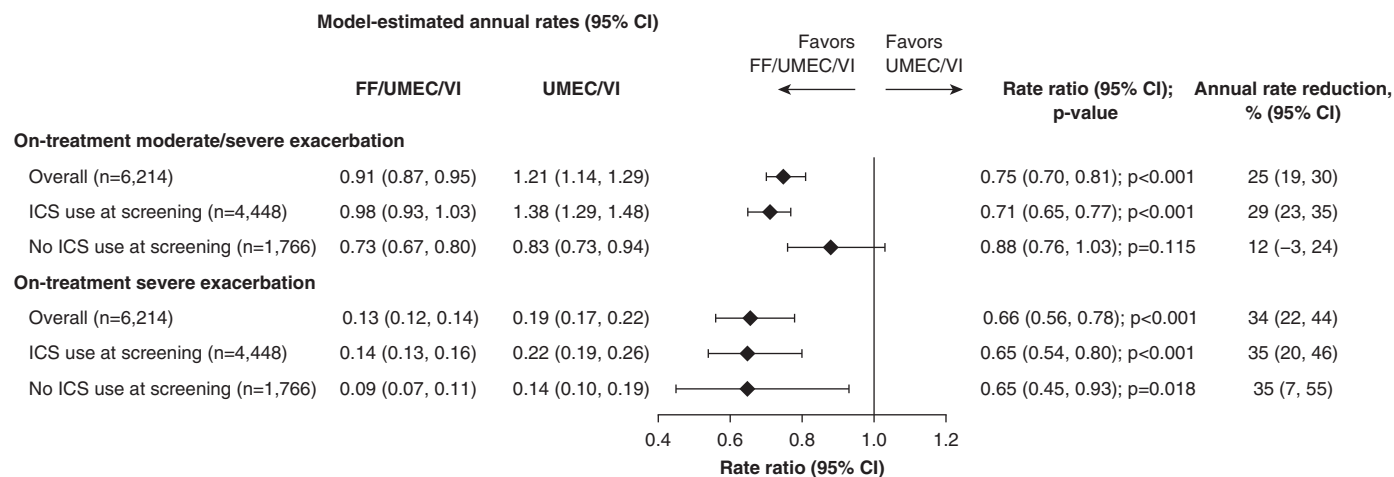 Model-estimated annual rates (95% CI)
Favors Favors
FF/UMEC/VI UMEC/VI
FF/UMEC/VI UMEC/VI Rate ratio (95% CI); Annual rate reduction,
p-value % (95% CI)
On-treatment moderate/severe exacerbation
Overall (n=6,214) 0.91 (0.87, 0.95) 1.21 (1.14, 1.29) 0.75 (0.70, 0.81); p<0.001 25 (19, 30)
ICS use at screening (n=4,448) 0.98 (0.93, 1.03) 1.38 (1.29, 1.48) 0.71 (0.65, 0.77); p<0.001 29 (23, 35)
No ICS use at screening (n=1,766) 0.73 (0.67, 0.80) 0.83 (0.73, 0.94) 0.88 (0.76, 1.03); p=0.115 12 (−3, 24)
On-treatment severe exacerbation
Overall (n=6,214) 0.13 (0.12, 0.14) 0.19 (0.17, 0.22) 0.66 (0.56, 0.78); p<0.001 34 (22, 44)
ICS use at screening (n=4,448) 0.14 (0.13, 0.16) 0.22 (0.19, 0.26) 0.65 (0.54, 0.80); p<0.001 35 (20, 46)
No ICS use at screening (n=1,766) 0.09 (0.07, 0.11) 0.14 (0.10, 0.19) 0.65 (0.45, 0.93); p=0.018 35 (7, 55)
0.4 0.6 0.8 1.0 1.2
Rate ratio (95% CI)